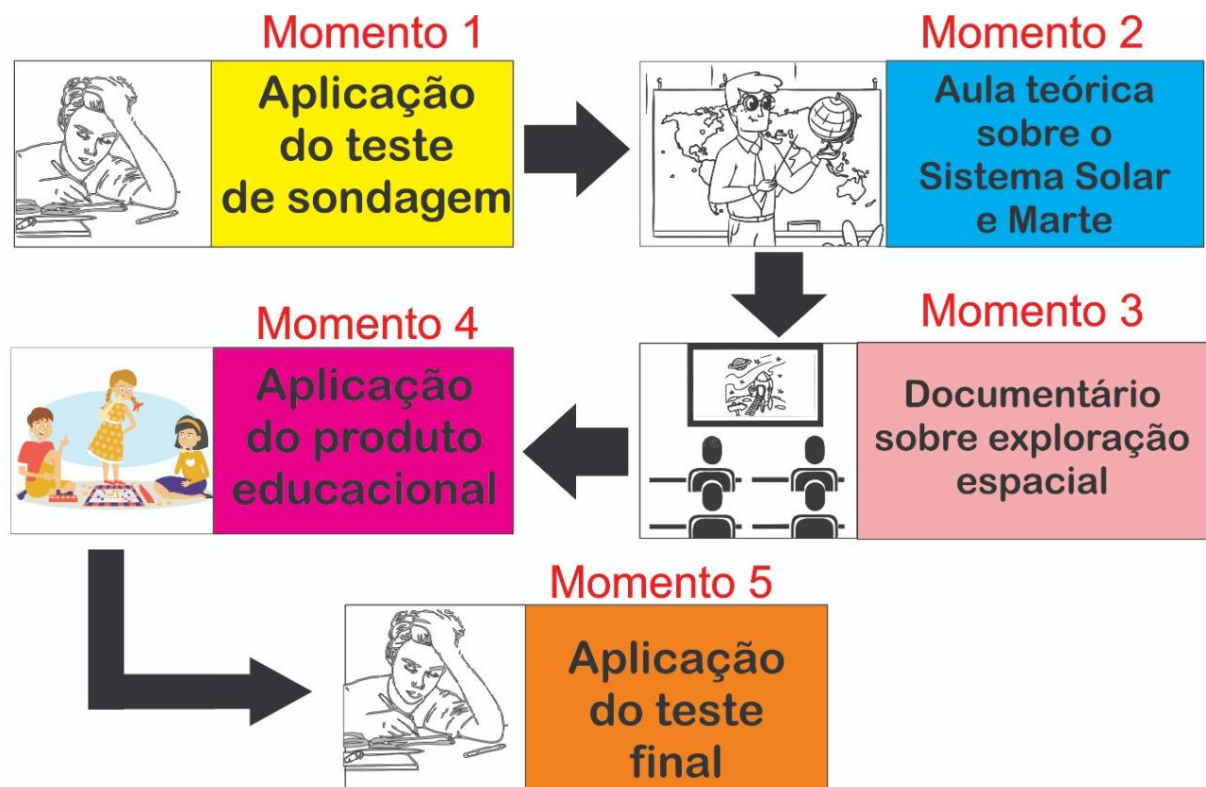 Momento 1
Aplicação
do teste
de sondagem
Momento 2
Aula teórica
sobre o
Sistema Solar
e Marte
Momento 3
Documentário
sobre exploração
espacial
Momento 4
Aplicação
do produto
educacional
Momento 5
Aplicação
do teste
final